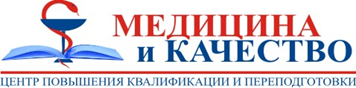 МЕДИЦИНА
и КАЧЕСТВО
ЦЕНТР ПОВЫШЕНИЯ КВАЛИФИКАЦИИ И ПЕРЕПОДГОТОВКИ